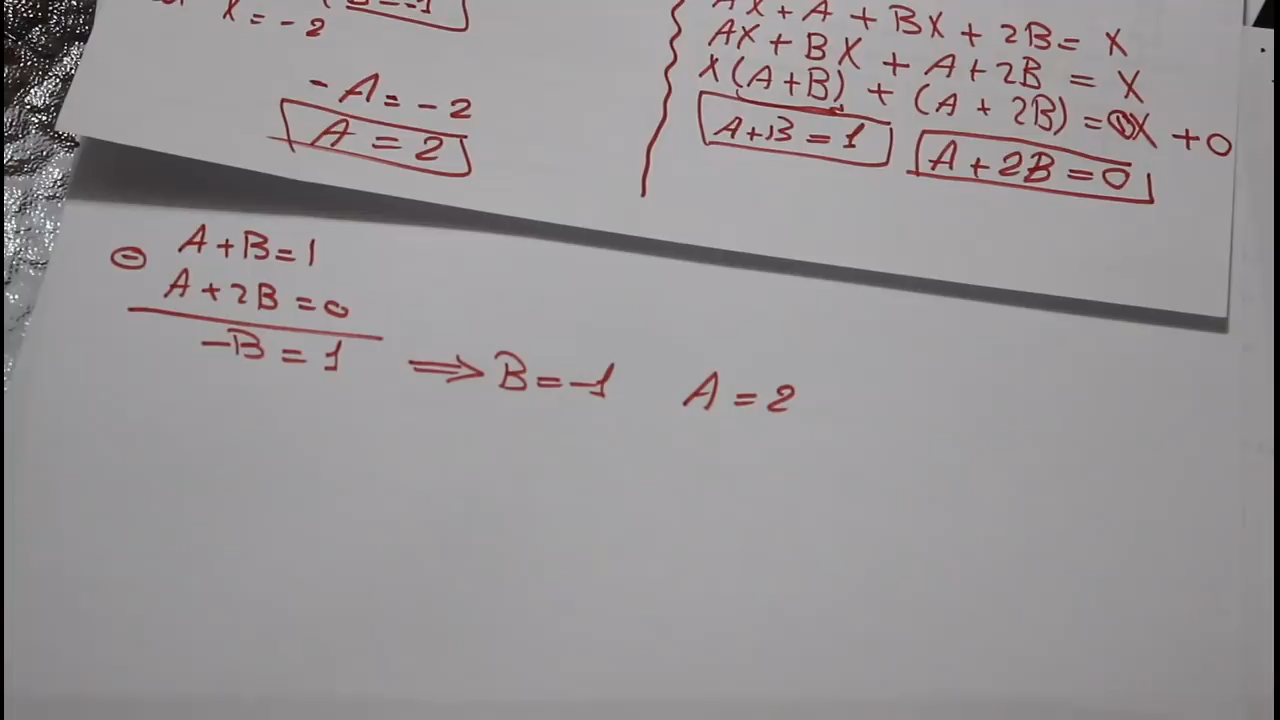 x = -2
-A = -2
A = 2
Ax + A + Bx + 2B = x
Ax + Bx + A + 2B = x
x(A+B) + (A + 2B) = 1x + 0
A+B = 1
A + 2B = 0
⊖ A + B = 1
A + 2B = 0
-B = 1 ⟹ B = -1 A = 2